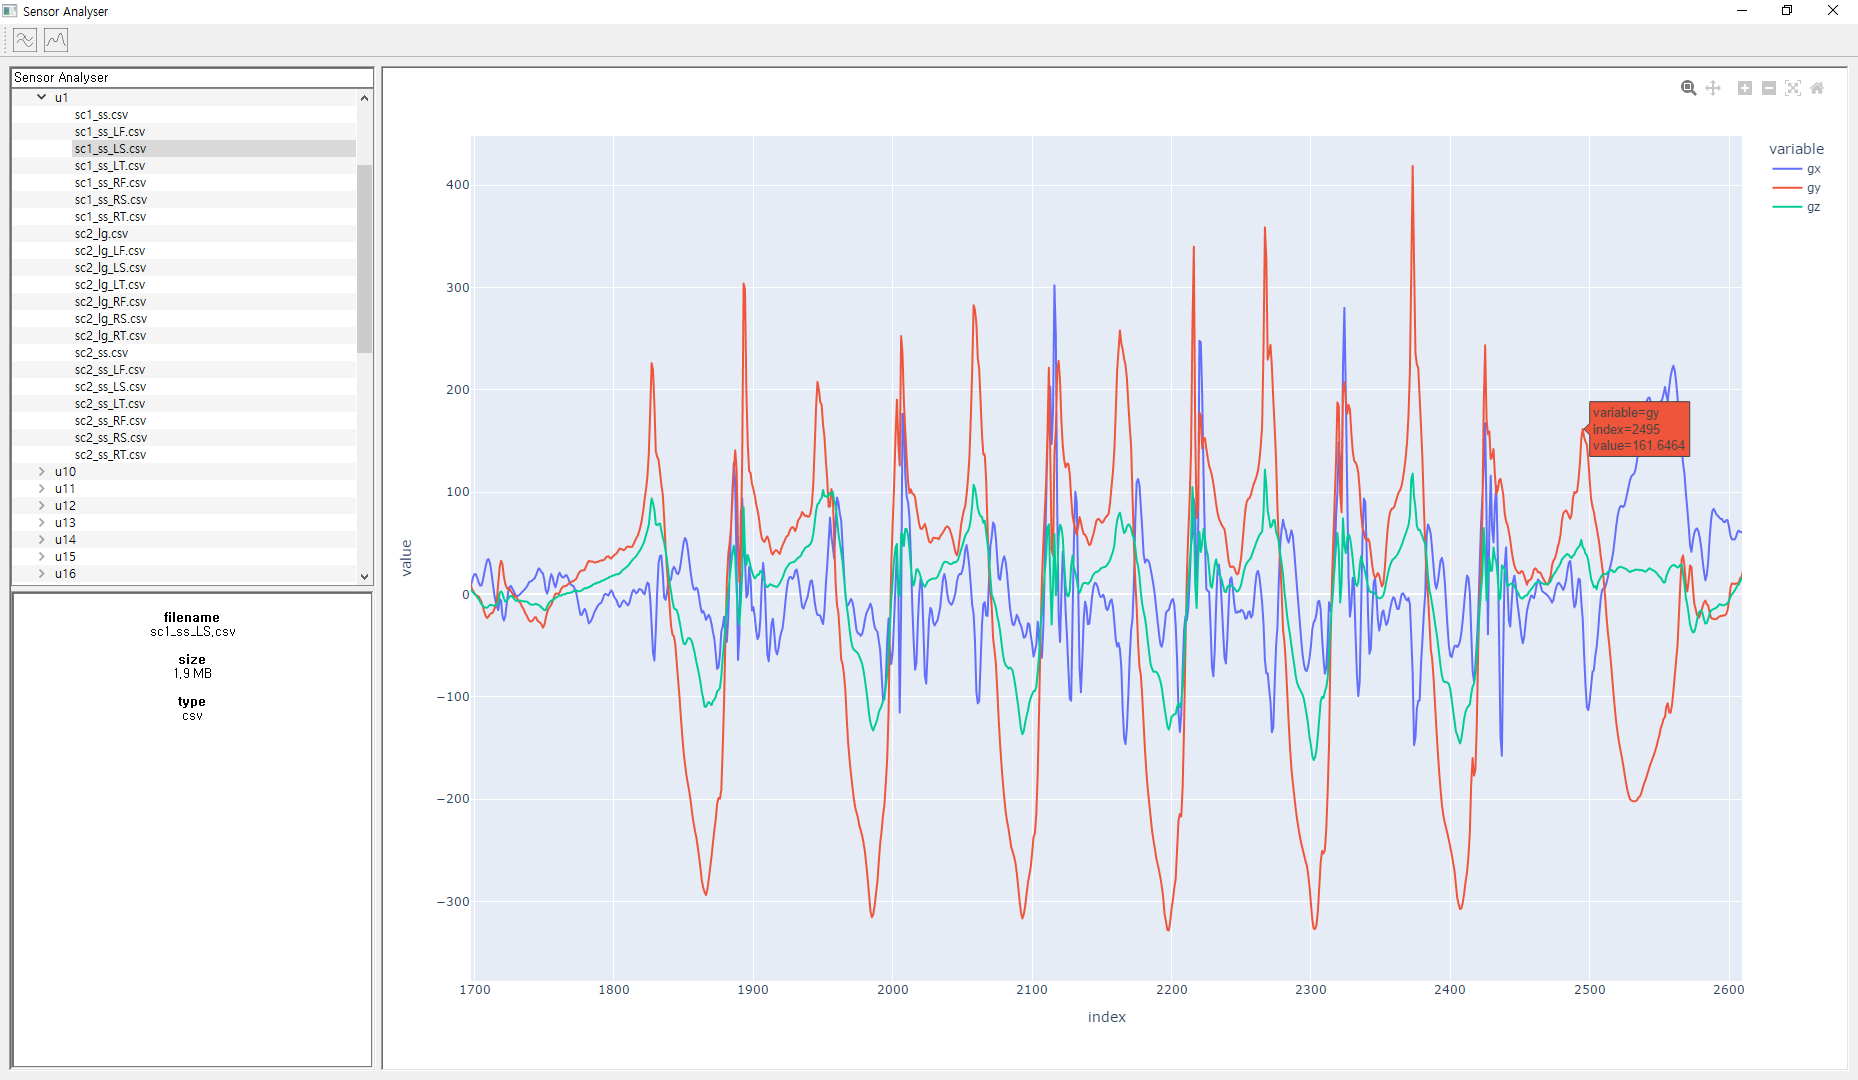 Sensor Analyser
Sensor Analyser
u1
sc1_ss.csv
sc1_ss_LF.csv
sc1_ss_LS.csv
sc1_ss_LT.csv
sc1_ss_RF.csv
sc1_ss_RS.csv
sc1_ss_RT.csv
sc2_lg.csv
sc2_lg_LF.csv
sc2_lg_LS.csv
sc2_lg_LT.csv
sc2_lg_RF.csv
sc2_lg_RS.csv
sc2_lg_RT.csv
sc2_ss.csv
sc2_ss_LF.csv
sc2_ss_LS.csv
sc2_ss_LT.csv
sc2_ss_RF.csv
sc2_ss_RS.csv
sc2_ss_RT.csv
u10
u11
u12
u13
u14
u15
u16
filename
sc1_ss_LS.csv
size
1.9 MB
type
csv
value
400
300
200
100
0
−100
−200
−300
1700 1800 1900 2000 2100 2200 2300 2400 2500 2600
index
variable
gx
gy
gz
variable=gy
index=2495
value=161.6464